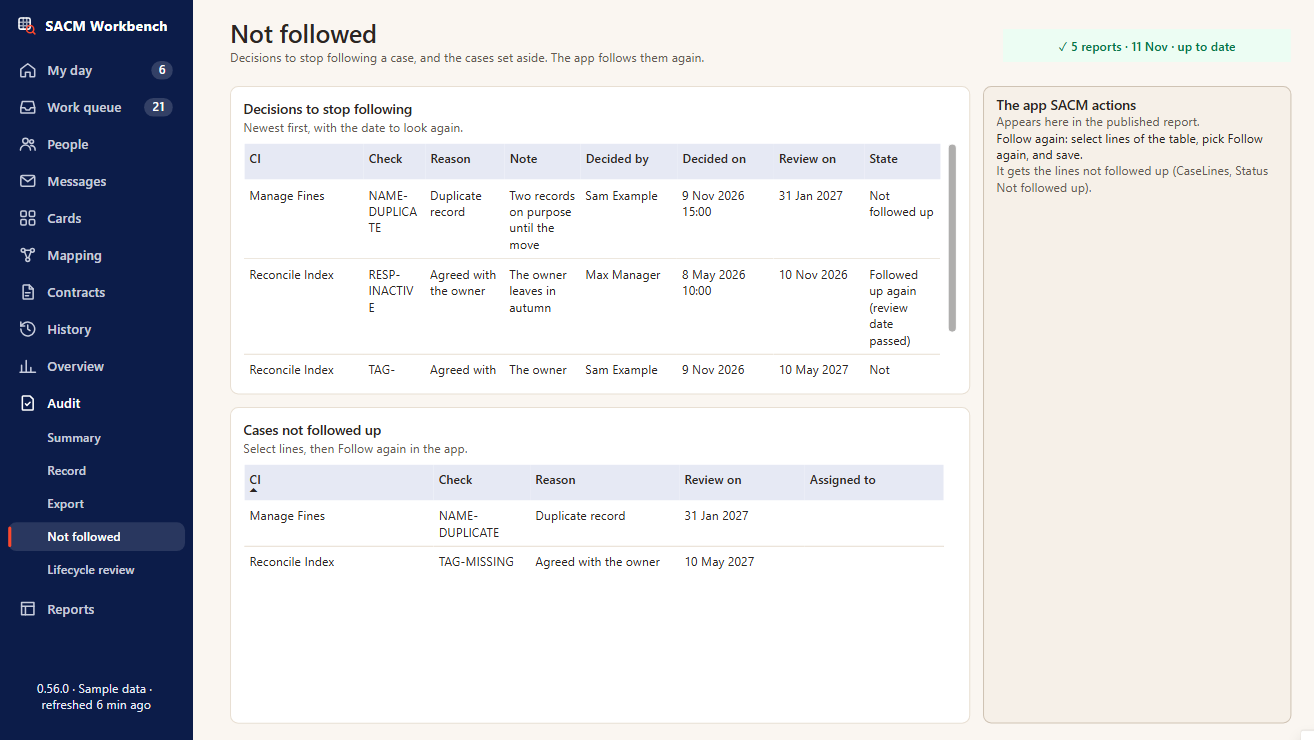 SACM Workbench
My day 6
Work queue 21
People
Messages
Cards
Mapping
Contracts
History
Overview
Audit
Summary
Record
Export
Not followed
Lifecycle review
Reports
0.56.0 · Sample data ·
refreshed 6 min ago
Not followed
Decisions to stop following a case, and the cases set aside. The app follows them again.
✓ 5 reports · 11 Nov · up to date
Decisions to stop following
Newest first, with the date to look again.
CI Check Reason Note Decided by Decided on Review on State
Manage Fines NAME- Duplicate Two records Sam Example 9 Nov 2026 31 Jan 2027 Not
DUPLICA record on purpose 15:00 followed up
TE until the
move
Reconcile Index RESP- Agreed with The owner Max Manager 8 May 2026 10 Nov 2026 Followed
INACTIV the owner leaves in 10:00 up again
E autumn (review
date
passed)
Reconcile Index TAG- Agreed with The owner Sam Example 9 Nov 2026 10 May 2027 Not
Cases not followed up
Select lines, then Follow again in the app.
CI Check Reason Review on Assigned to
Manage Fines NAME- Duplicate record 31 Jan 2027
DUPLICATE
Reconcile Index TAG-MISSING Agreed with the owner 10 May 2027
The app SACM actions
Appears here in the published report.
Follow again: select lines of the table, pick Follow
again, and save.
It gets the lines not followed up (CaseLines, Status
Not followed up).